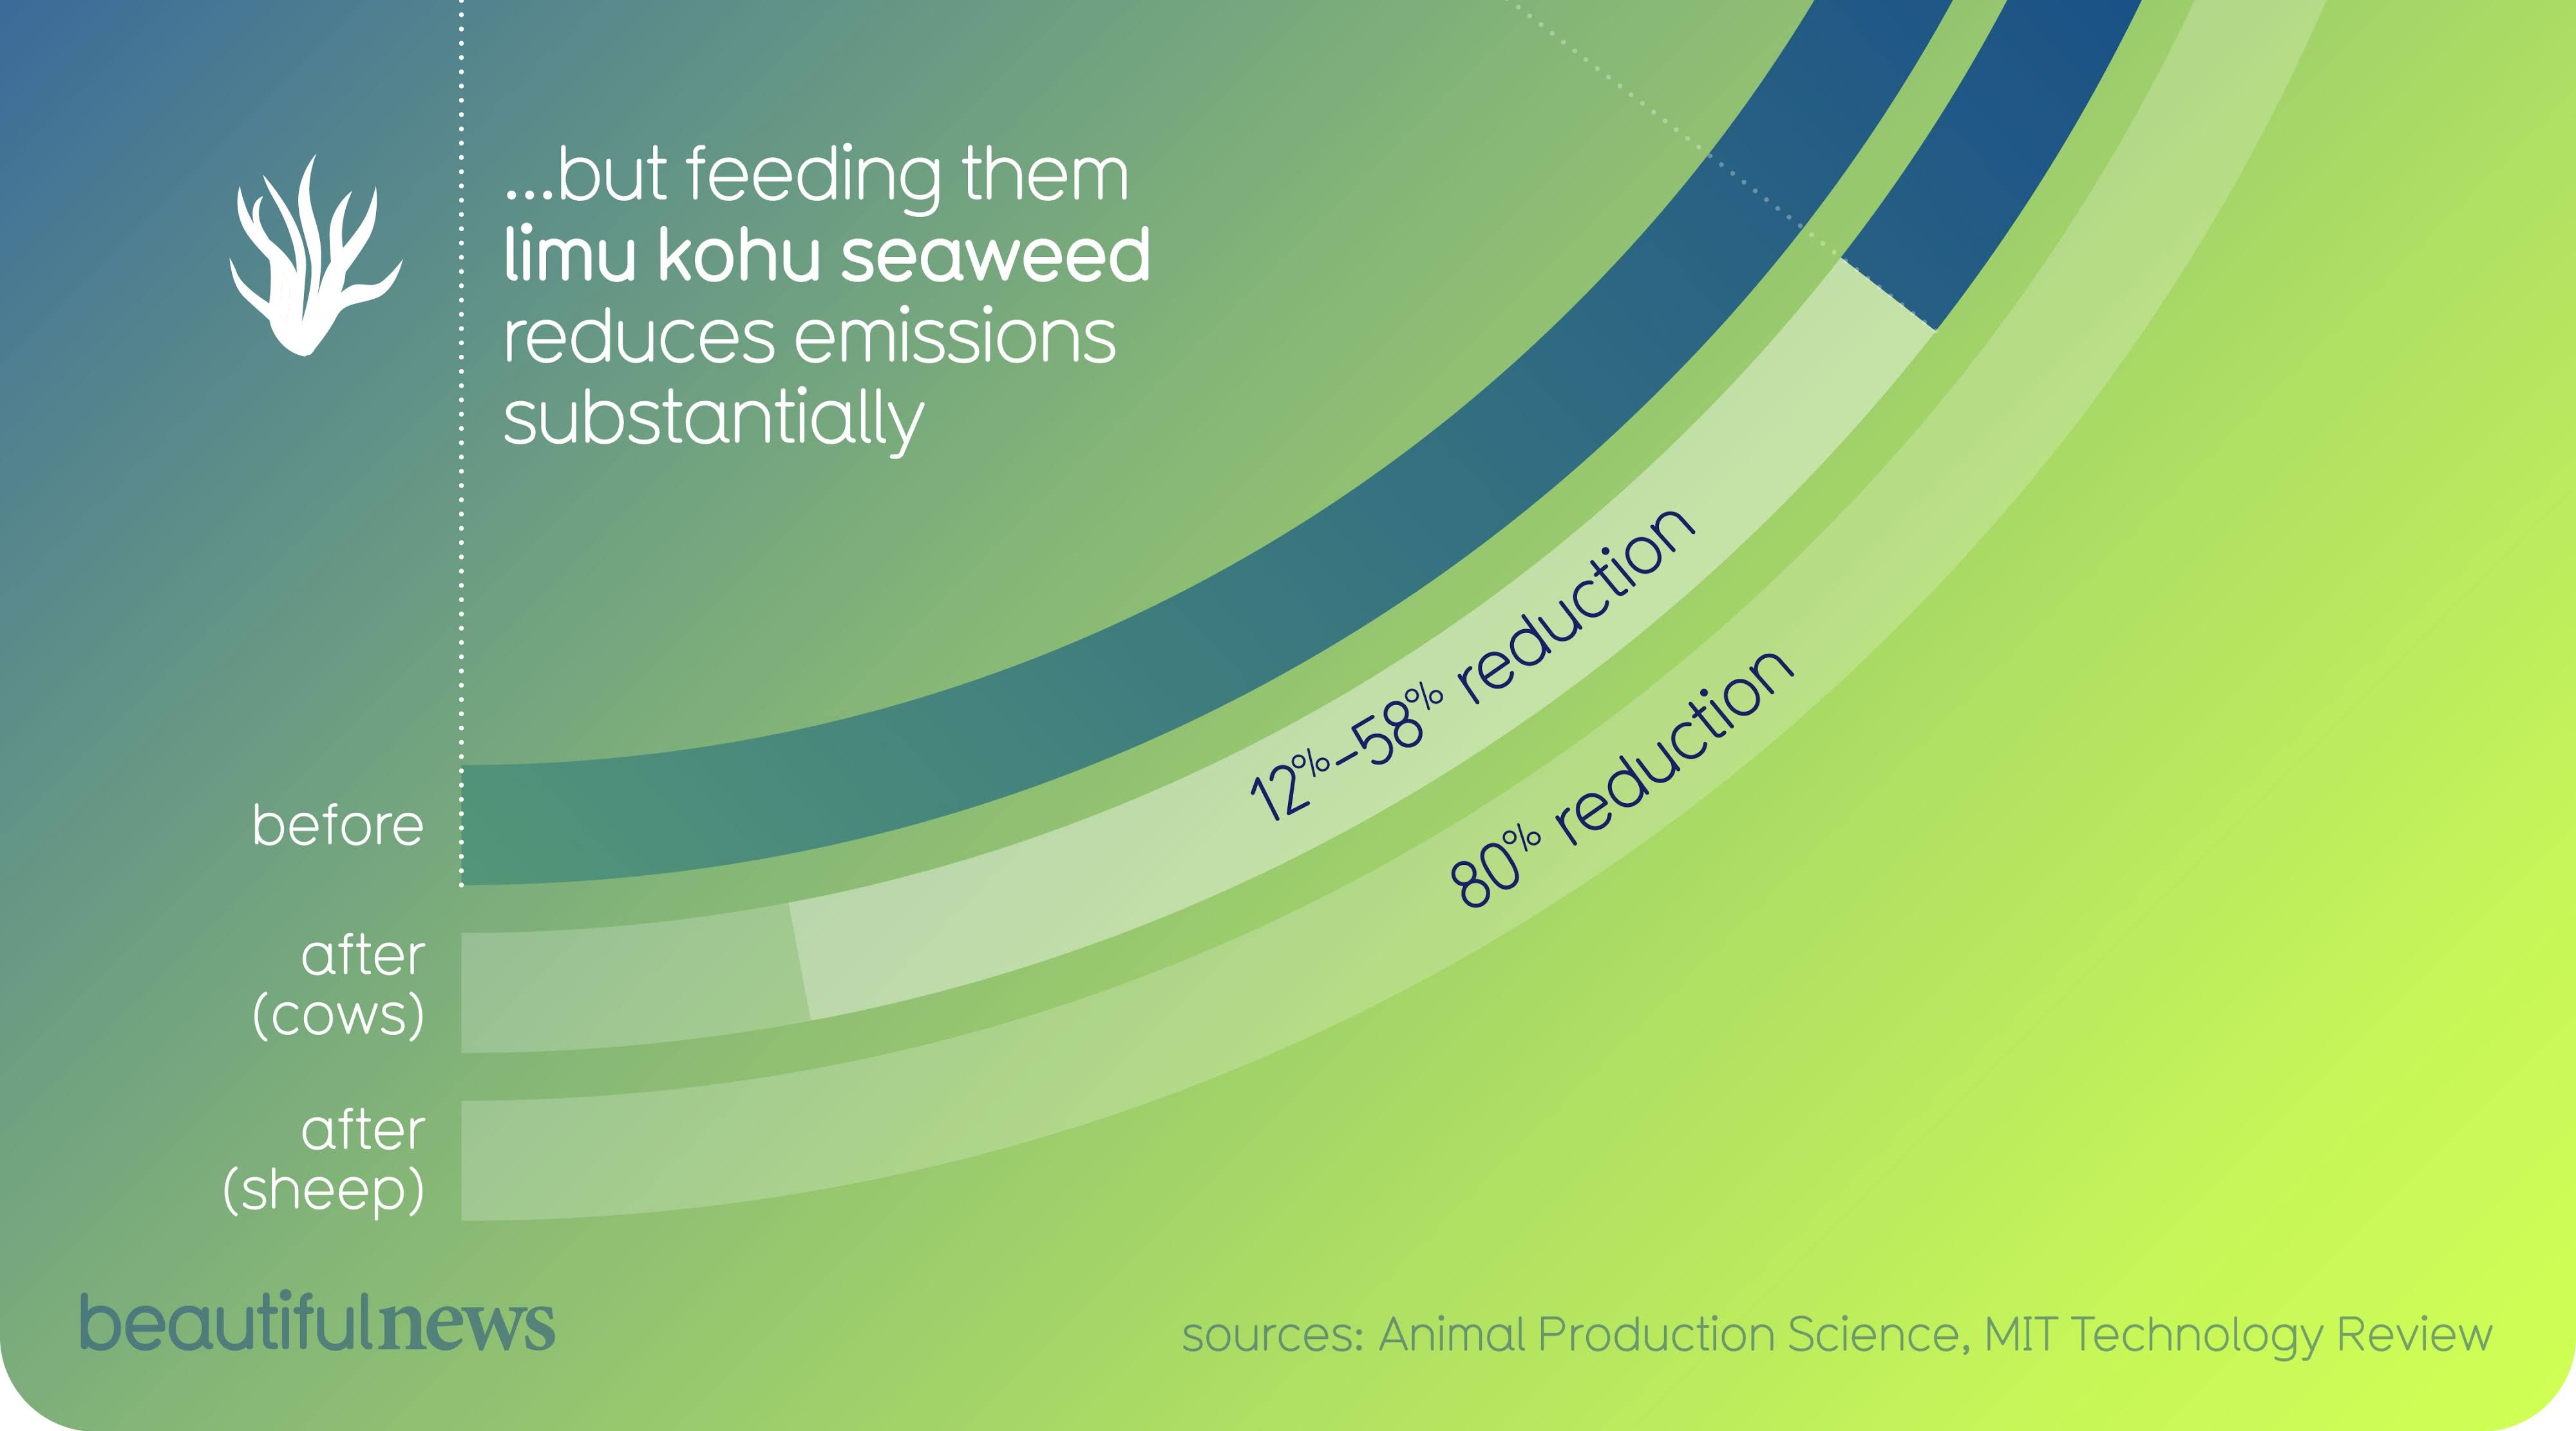 ...but feeding them
limu kohu seaweed
reduces emissions
substantially
12%–58% reduction
80% reduction
before
after
(cows)
after
(sheep)
beautifulnews
sources: Animal Production Science, MIT Technology Review